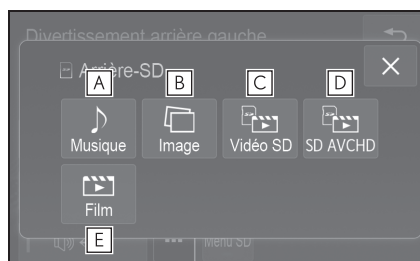 Divertissement arrière gauche
Arrière-SD
A
B
C
D
Musique
Image
Vidéo SD
SD AVCHD
Film
E
Menu SD